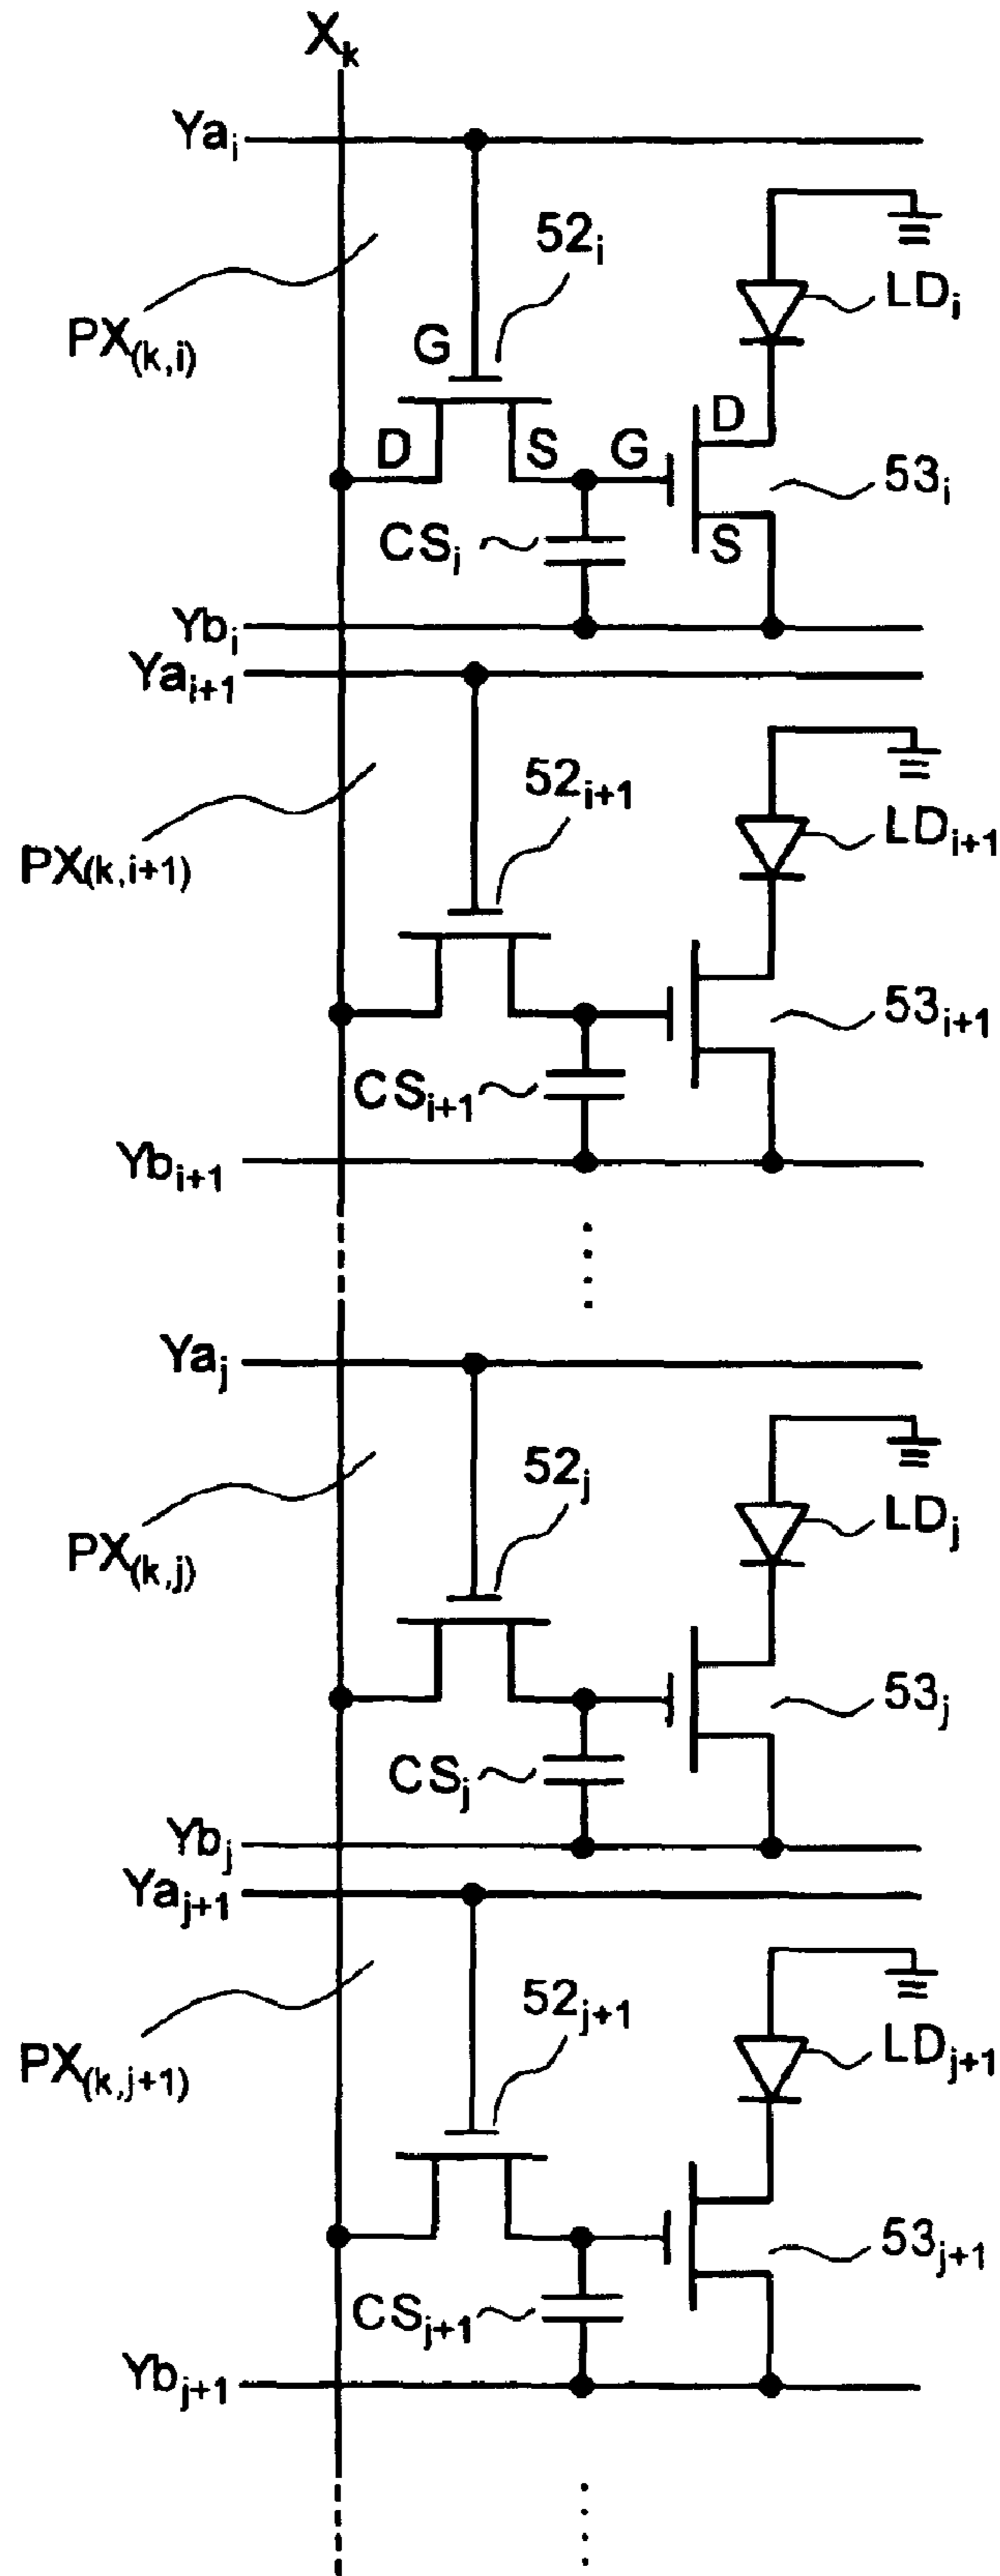 Xₖ
Yaᵢ
52ᵢ
LDᵢ
PX₍ₖ,ᵢ₎
G
D
D
S
G
53ᵢ
CSᵢ
S
Ybᵢ
Yaᵢ₊₁
52ᵢ₊₁
LDᵢ₊₁
PX₍ₖ,ᵢ₊₁₎
53ᵢ₊₁
CSᵢ₊₁
Ybᵢ₊₁
Yaⱼ
52ⱼ
LDⱼ
PX₍ₖ,ⱼ₎
53ⱼ
CSⱼ
Ybⱼ
Yaⱼ₊₁
52ⱼ₊₁
LDⱼ₊₁
PX₍ₖ,ⱼ₊₁₎
53ⱼ₊₁
CSⱼ₊₁
Ybⱼ₊₁